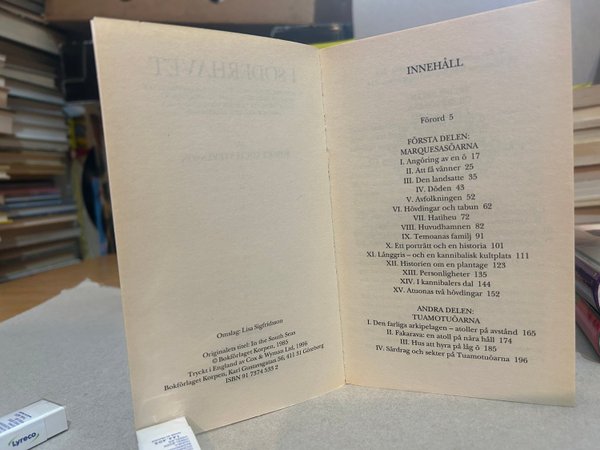 Omslag: Lisa Sigfridsson
Originalets titel: In the South Seas
© Bokförlaget Korpen, 1985
Tryckt i England av Cox & Wyman Ltd, 1996
Bokförlaget Korpen, Karl Gustavsgatan 36, 411 31 Göteborg
ISBN 91 7374 533 2
INNEHÅLL
Förord 5
FÖRSTA DELEN:
MARQUESASÖARNA
I. Angöring av en ö 17
II. Att få vänner 25
III. Den landsatte 35
IV. Döden 43
V. Avfolkningen 52
VI. Hövdingar och tabun 62
VII. Hatiheu 72
VIII. Huvudhamnen 82
IX. Temoanas familj 91
X. Ett porträtt och en historia 101
XI. Långgris – och en kannibalisk kultplats 111
XII. Historien om en plantage 123
XIII. Personligheter 135
XIV. I kannibalers dal 144
XV. Atuonas två hövdingar 152
ANDRA DELEN:
TUAMOTUÖARNA
I. Den farliga arkipelagen – atoller på avstånd 165
II. Fakarava: en atoll på nära håll 174
III. Hus att hyra på låg ö 185
IV. Särdrag och sekter på Tuamotuöarna 196
Lyreco